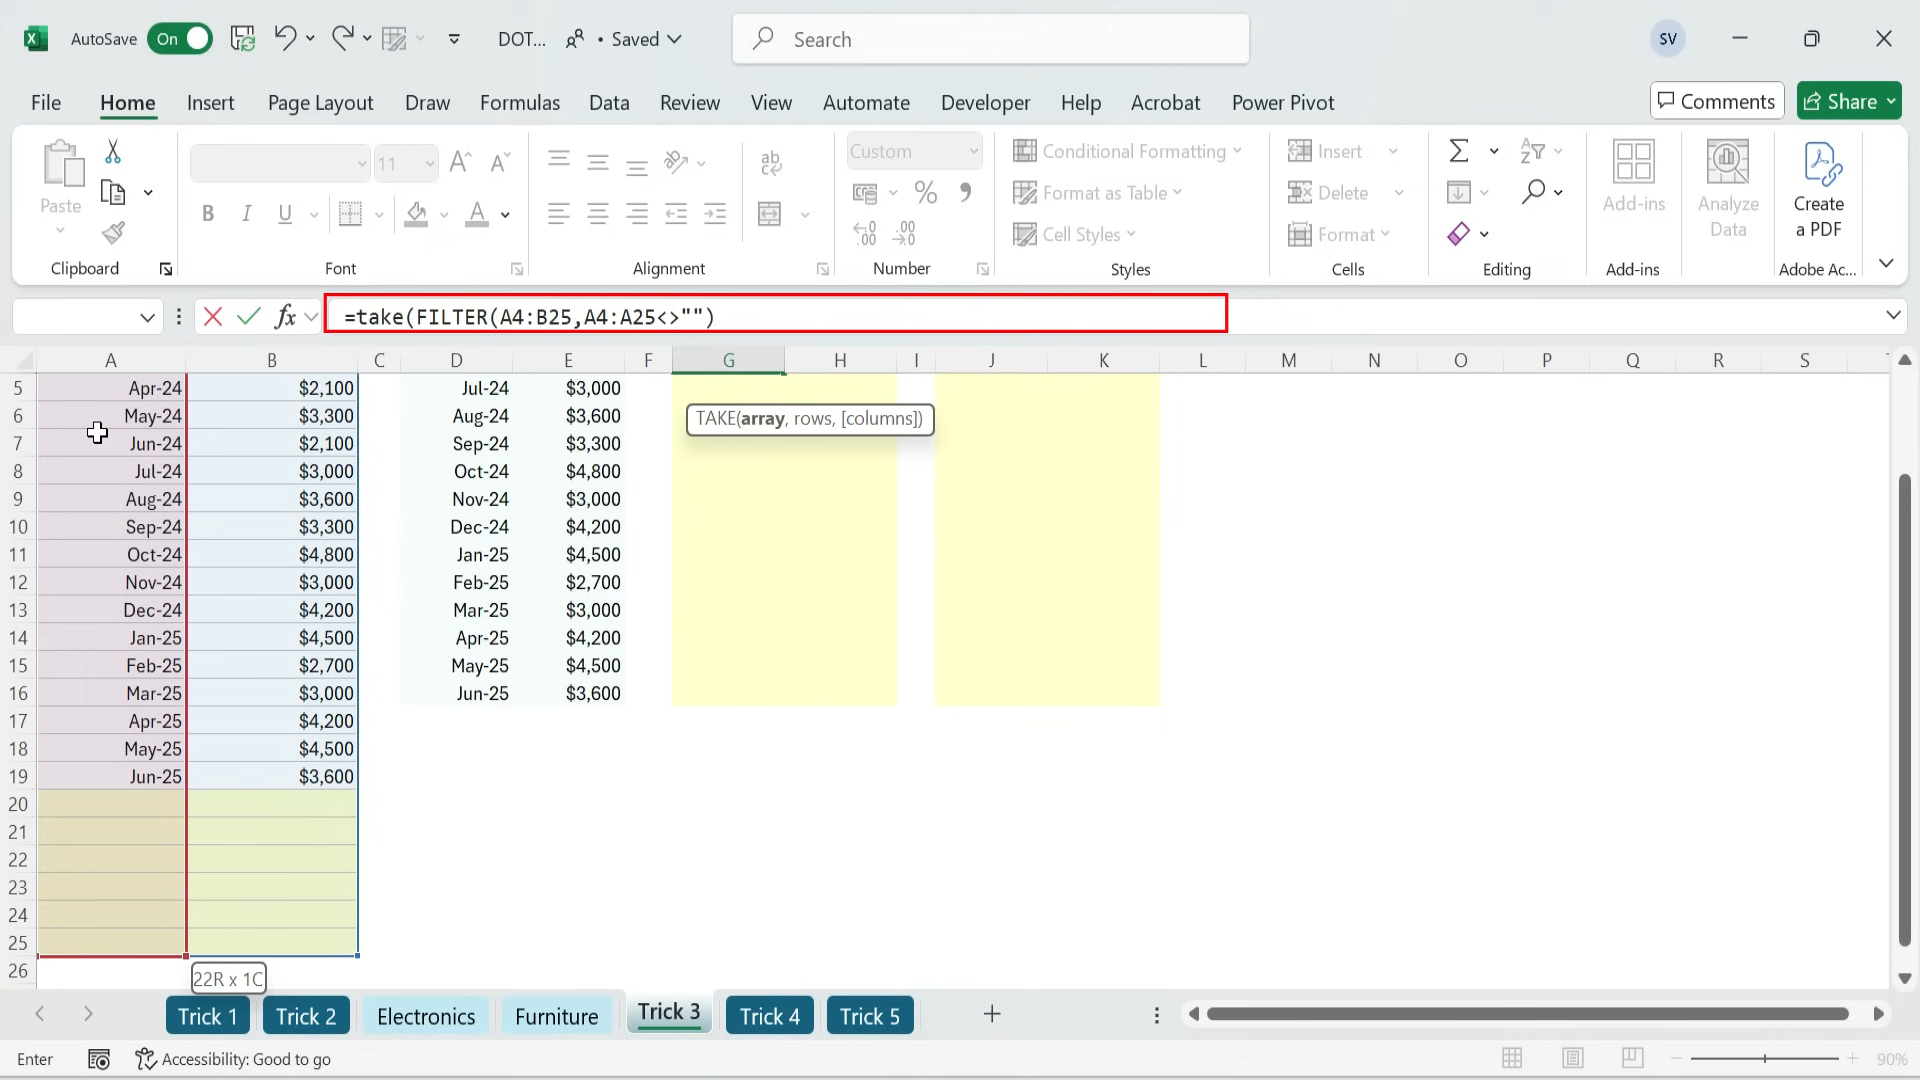 AutoSave On DOT... • Saved Search SV
File Home Insert Page Layout Draw Formulas Data Review View Automate Developer Help Acrobat Power Pivot Comments Share
Paste 11 A A ab Custom Conditional Formatting Insert Add-ins Analyze Data Create a PDF
B I U A % 9 Format as Table Delete
.00 .00 Cell Styles Format
Clipboard Font Alignment Number Styles Cells Editing Add-ins Adobe Ac...
fx =take(FILTER(A4:B25,A4:A25<>"")
A B C D E F G H I J K L M N O P Q R S
5 Apr-24 $2,100 Jul-24 $3,000
6 May-24 $3,300 Aug-24 $3,600 TAKE(array, rows, [columns])
7 Jun-24 $2,100 Sep-24 $3,300
8 Jul-24 $3,000 Oct-24 $4,800
9 Aug-24 $3,600 Nov-24 $3,000
10 Sep-24 $3,300 Dec-24 $4,200
11 Oct-24 $4,800 Jan-25 $4,500
12 Nov-24 $3,000 Feb-25 $2,700
13 Dec-24 $4,200 Mar-25 $3,000
14 Jan-25 $4,500 Apr-25 $4,200
15 Feb-25 $2,700 May-25 $4,500
16 Mar-25 $3,000 Jun-25 $3,600
17 Apr-25 $4,200
18 May-25 $4,500
19 Jun-25 $3,600
20
21
22
23
24
25
26 22R x 1C
Trick 1 Trick 2 Electronics Furniture Trick 3 Trick 4 Trick 5
Enter Accessibility: Good to go 90%